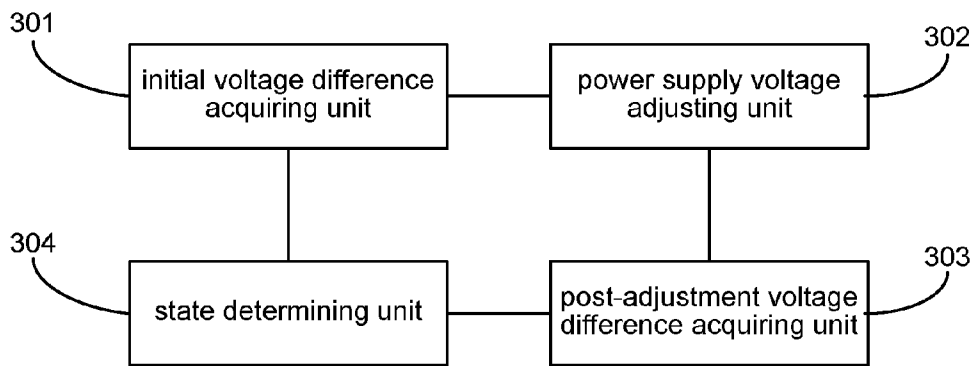 301
302
initial voltage difference
acquiring unit
power supply voltage
adjusting unit
304
303
state determining unit
post-adjustment voltage
difference acquiring unit